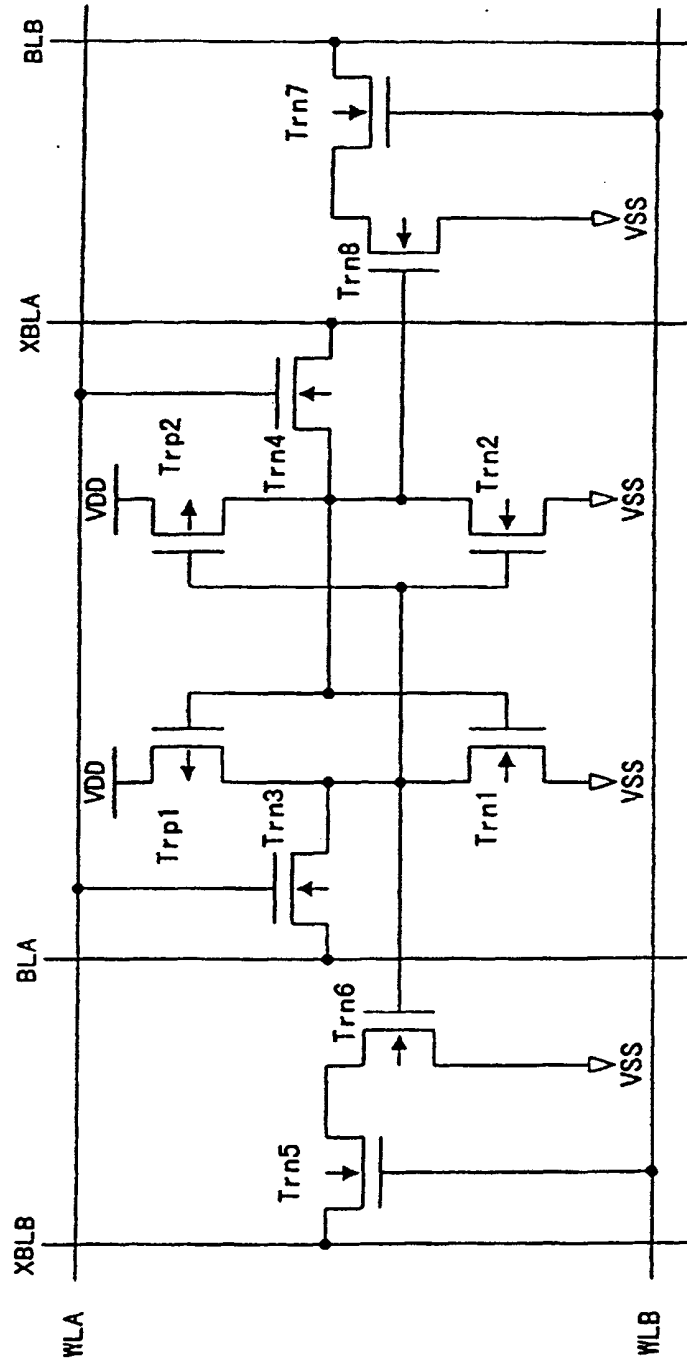 XBLB
BLA
XBLA
BLB
WLA
VDD
VDD
Trp1
Trp2
Trn3
Trn4
Trn5
Trn6
Trn7
Trn8
Trn1
Trn2
VSS
VSS
VSS
VSS
WLB